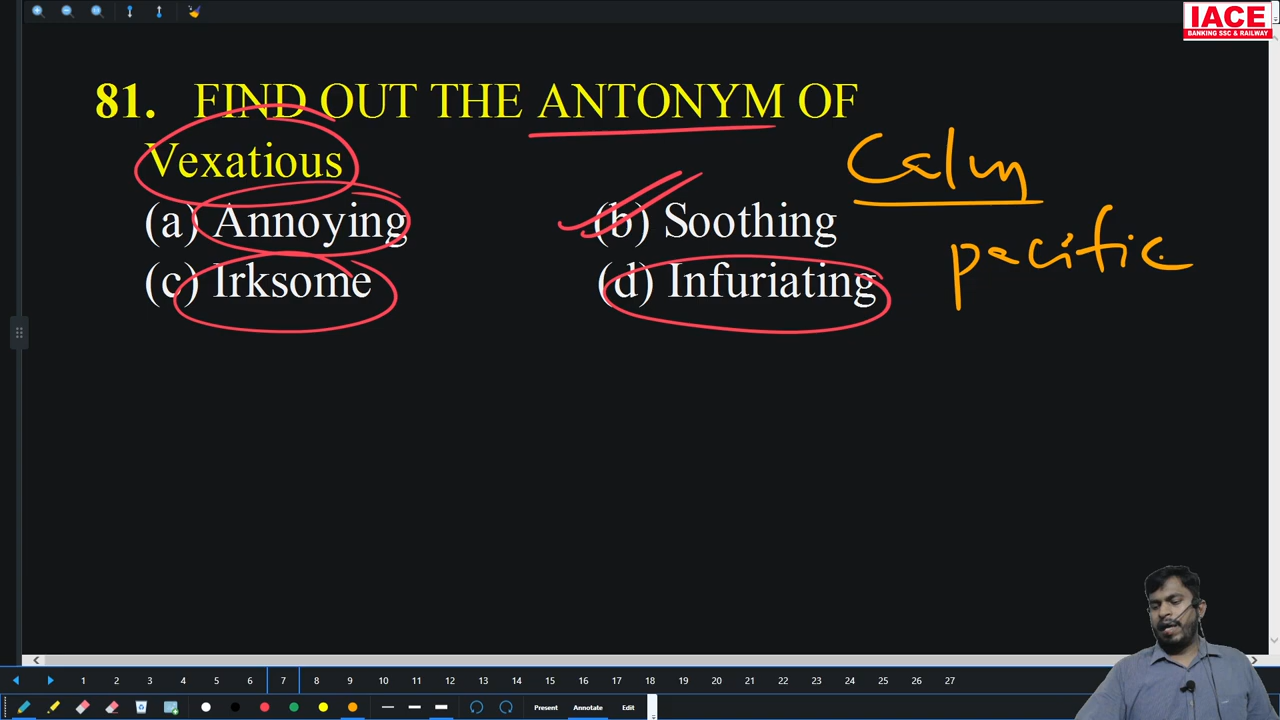 IACE
BANKING SSC & RAILWAY
81. FIND OUT THE ANTONYM OF
Vexatious
(a) Annoying (b) Soothing
(c) Irksome (d) Infuriating
Calm
pacific
1 2 3 4 5 6 7 8 9 10 11 12 13 14 15 16 17 18 19 20 21 22 23 24 25 26 27
Present Annotate Edit